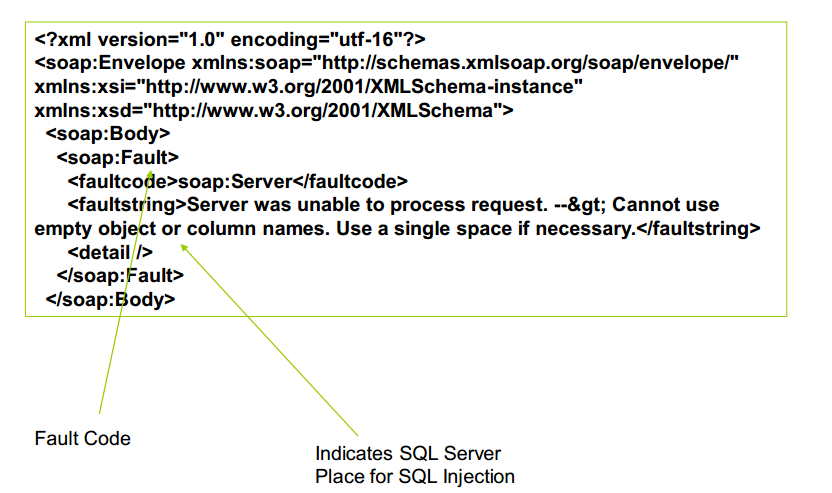 <?xml version="1.0" encoding="utf-16"?>
<soap:Envelope xmlns:soap="http://schemas.xmlsoap.org/soap/envelope/"
xmlns:xsi="http://www.w3.org/2001/XMLSchema-instance"
xmlns:xsd="http://www.w3.org/2001/XMLSchema">
  <soap:Body>
    <soap:Fault>
      <faultcode>soap:Server</faultcode>
      <faultstring>Server was unable to process request. --&gt; Cannot use
empty object or column names. Use a single space if necessary.</faultstring>
      <detail />
    </soap:Fault>
  </soap:Body>
Fault Code
Indicates SQL Server
Place for SQL Injection